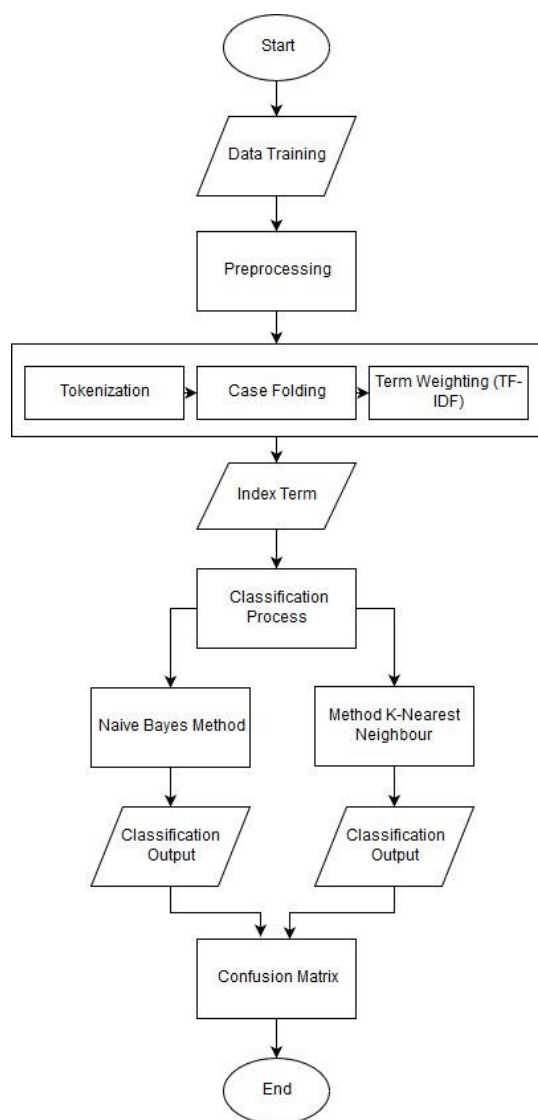 Start
Data Training
Preprocessing
Tokenization
Case Folding
Term Weighting (TF-
IDF)
Index Term
Classification
Process
Naive Bayes Method
Method K-Nearest
Neighbour
Classification
Output
Classification
Output
Confusion Matrix
End